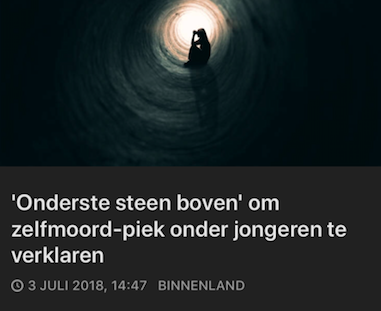 'Onderste steen boven' om
zelfmoord-piek onder jongeren te
verklaren
3 JULI 2018, 14:47 BINNENLAND